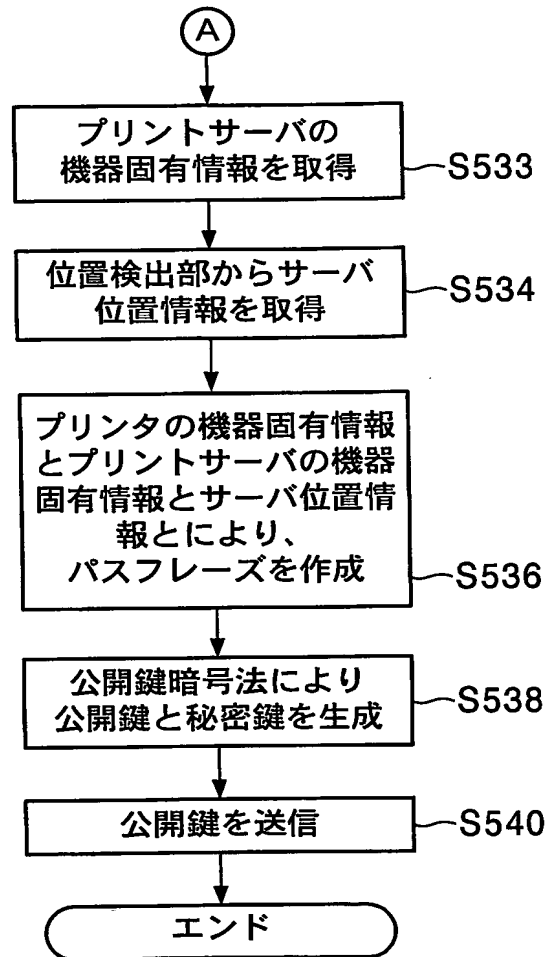 A
プリントサーバの
機器固有情報を取得
S533
位置検出部からサーバ
位置情報を取得
S534
プリンタの機器固有情報
とプリントサーバの機器
固有情報とサーバ位置情
報とにより、
パスフレーズを作成
S536
公開鍵暗号法により
公開鍵と秘密鍵を生成
S538
公開鍵を送信
S540
エンド